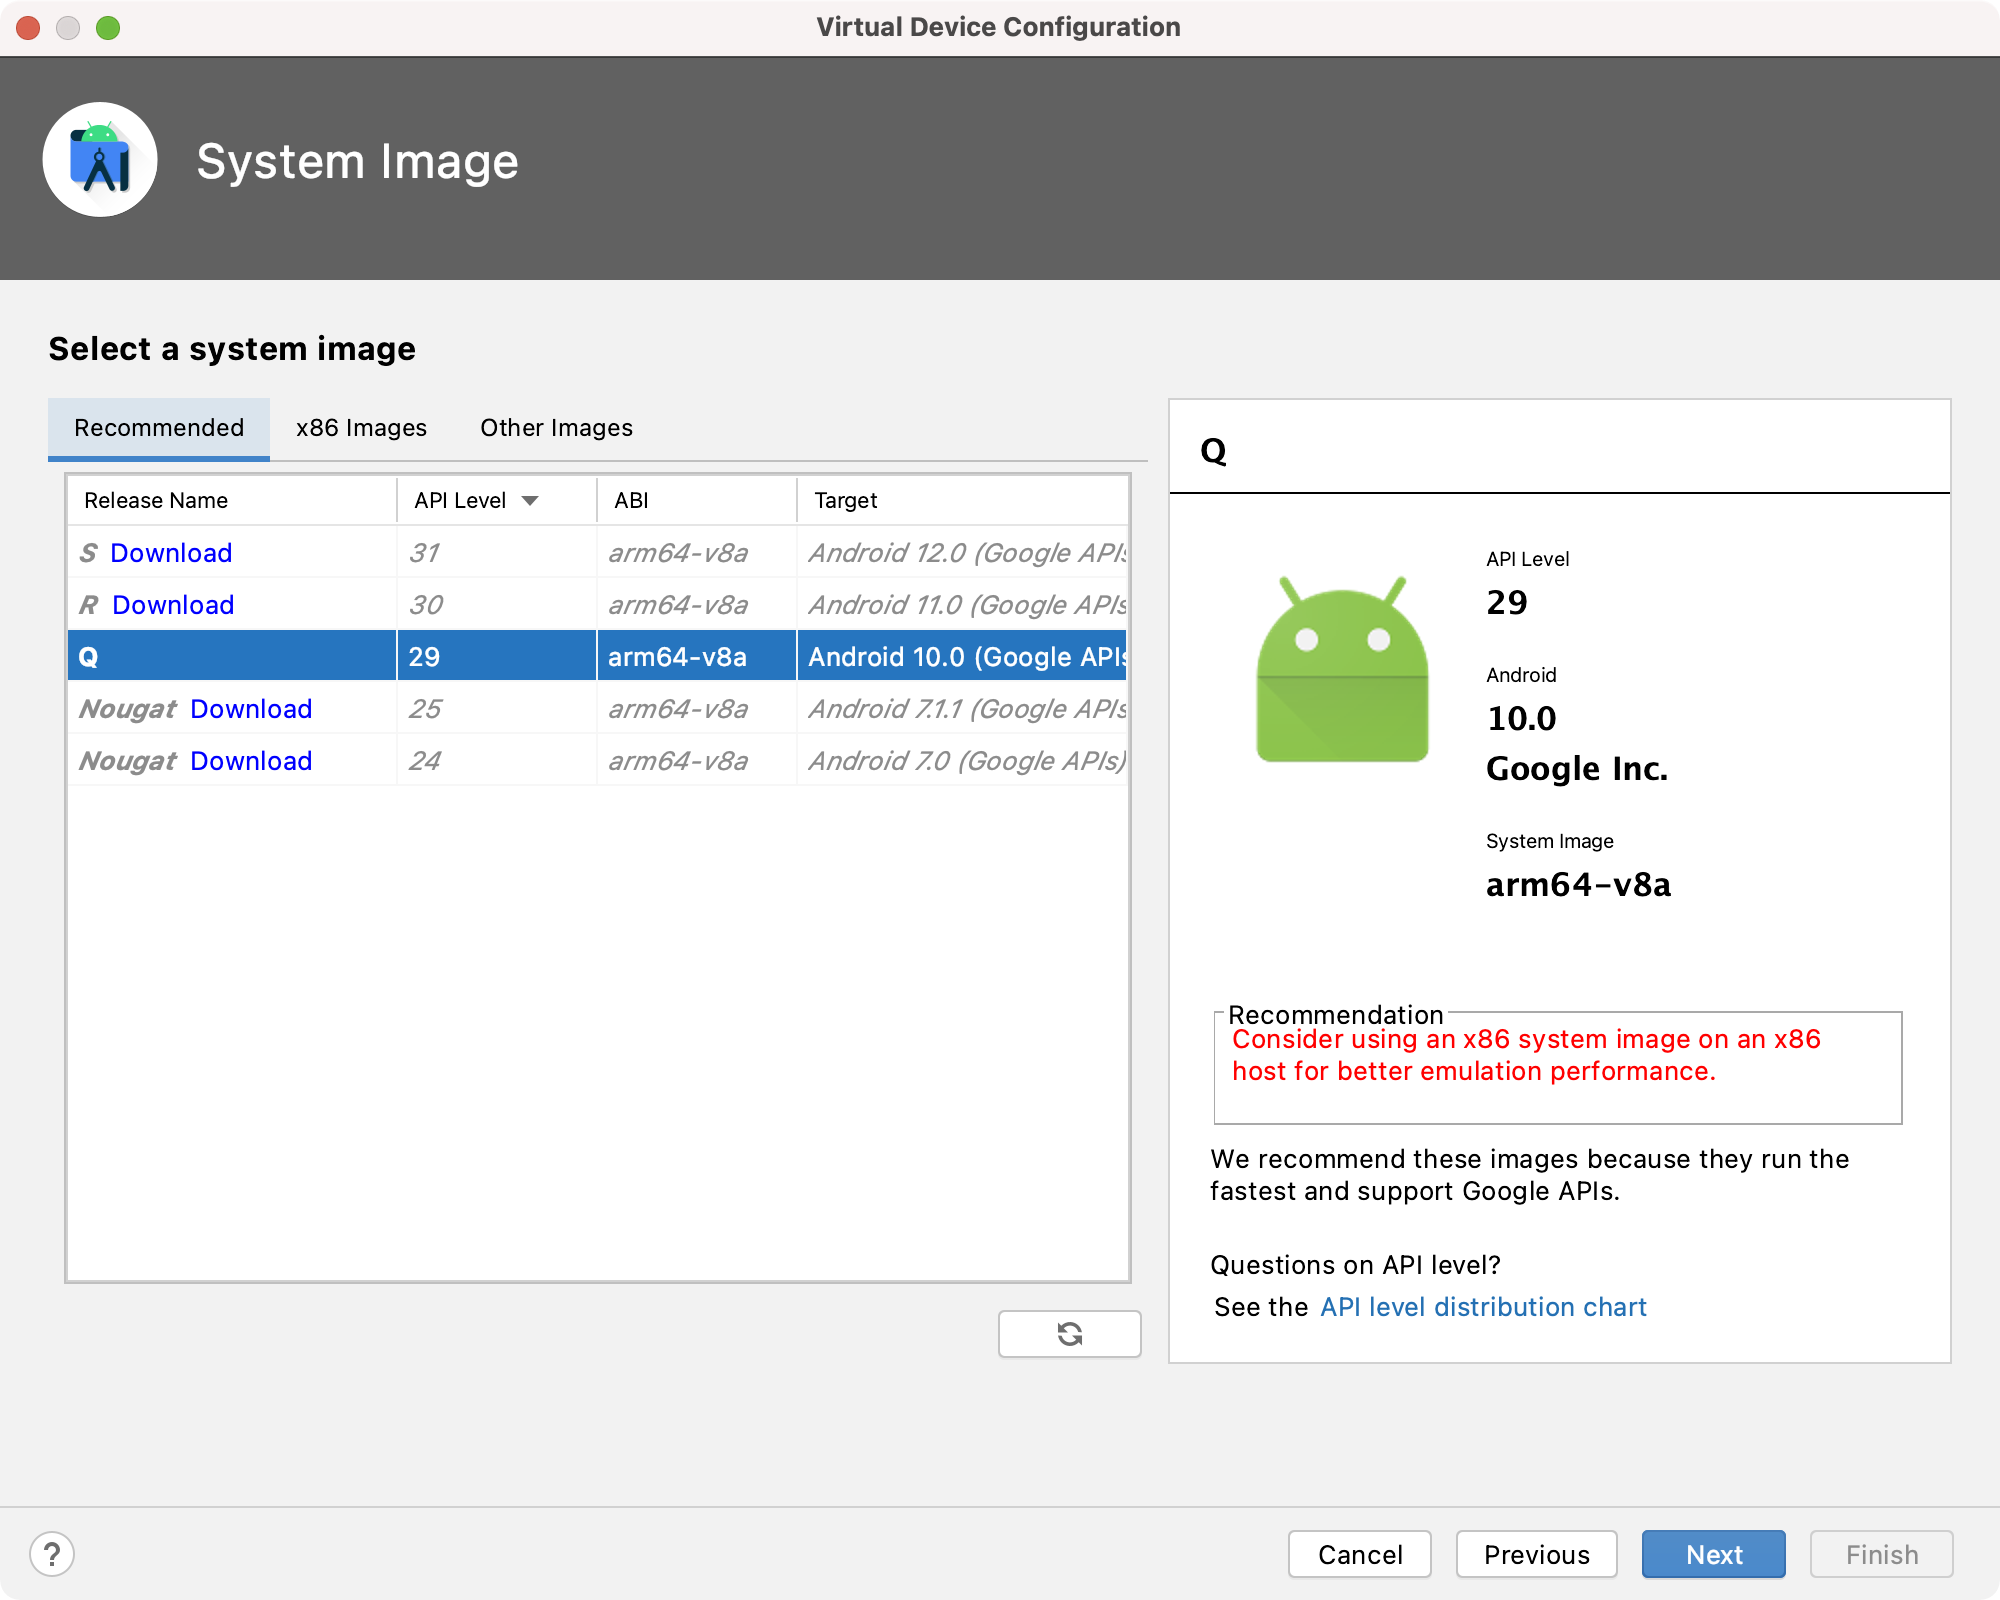 Virtual Device Configuration
System Image
Select a system image
Recommended x86 Images Other Images
Release Name API Level ABI Target
S Download 31 arm64-v8a Android 12.0 (Google APIs
R Download 30 arm64-v8a Android 11.0 (Google APIs
Q 29 arm64-v8a Android 10.0 (Google APIs
Nougat Download 25 arm64-v8a Android 7.1.1 (Google APIs
Nougat Download 24 arm64-v8a Android 7.0 (Google APIs)
Q
API Level
29
Android
10.0
Google Inc.
System Image
arm64-v8a
Recommendation
Consider using an x86 system image on an x86
host for better emulation performance.
We recommend these images because they run the
fastest and support Google APIs.
Questions on API level?
See the API level distribution chart
? Cancel Previous Next Finish